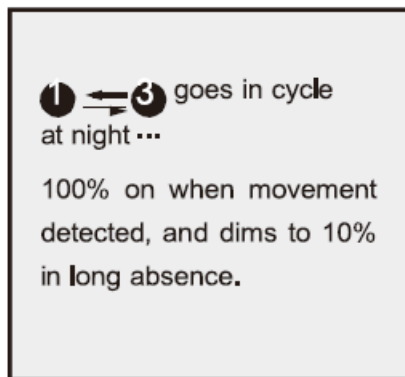 1 ⇄ 3 goes in cycle
at night ···
100% on when movement
detected, and dims to 10%
in long absence.